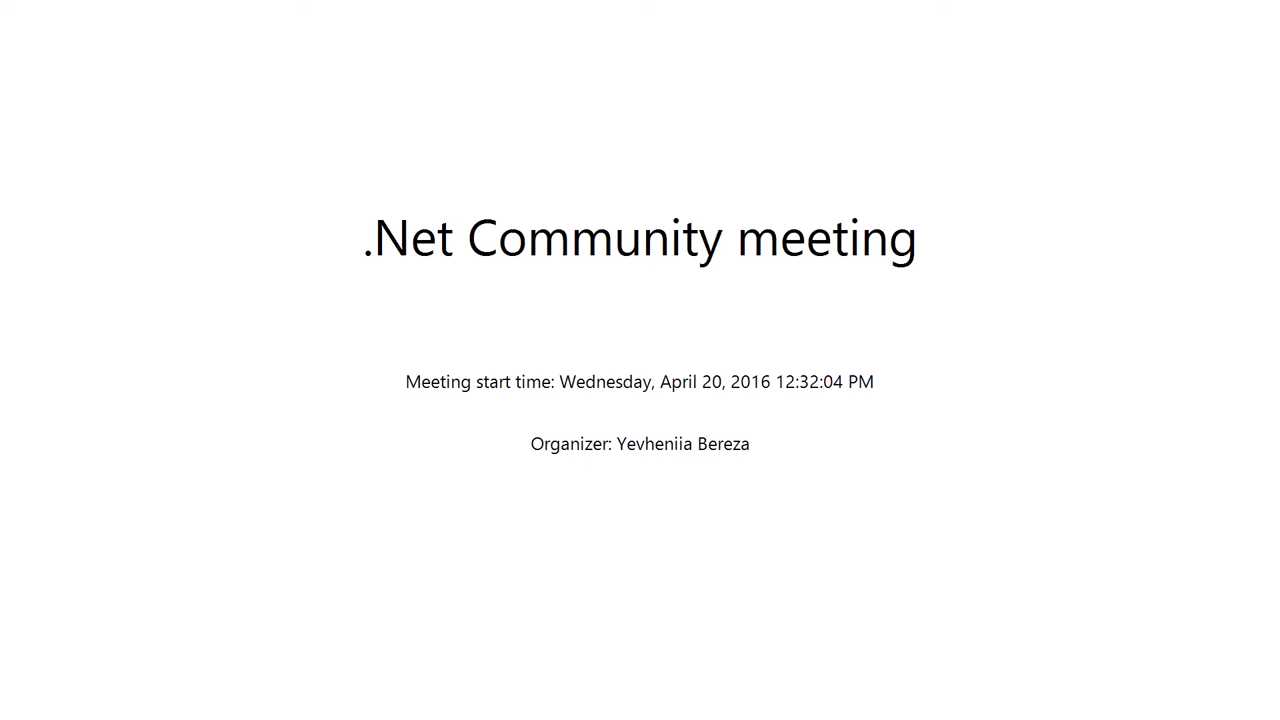 .Net Community meeting
Meeting start time: Wednesday, April 20, 2016 12:32:04 PM
Organizer: Yevheniia Bereza